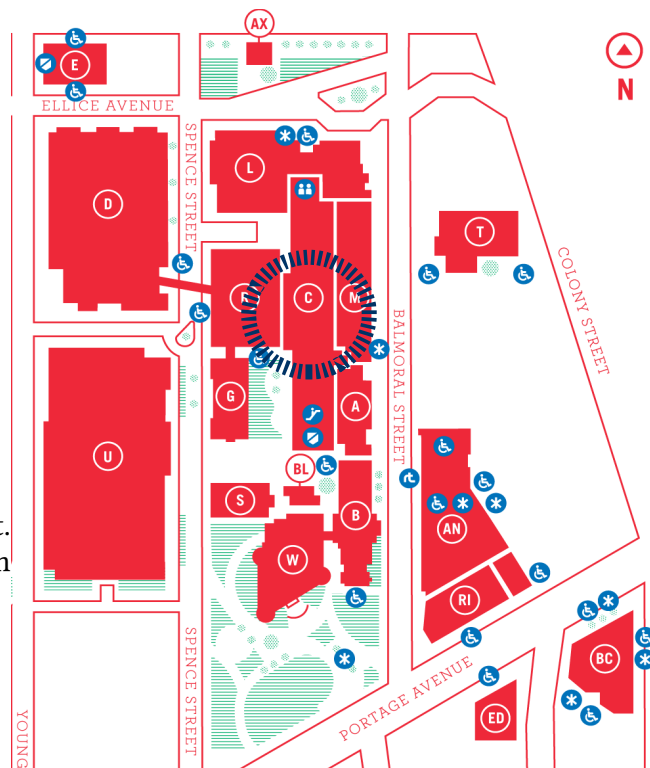 AX
E
N
ELLICE AVENUE
SPENCE STREET
L
D
T
R
C
M
COLONY STREET
BALMORAL STREET
G
A
U
BL
S
B
t.
AN
W
RI
SPENCE STREET
BC
PORTAGE AVENUE
ED
YOUNG